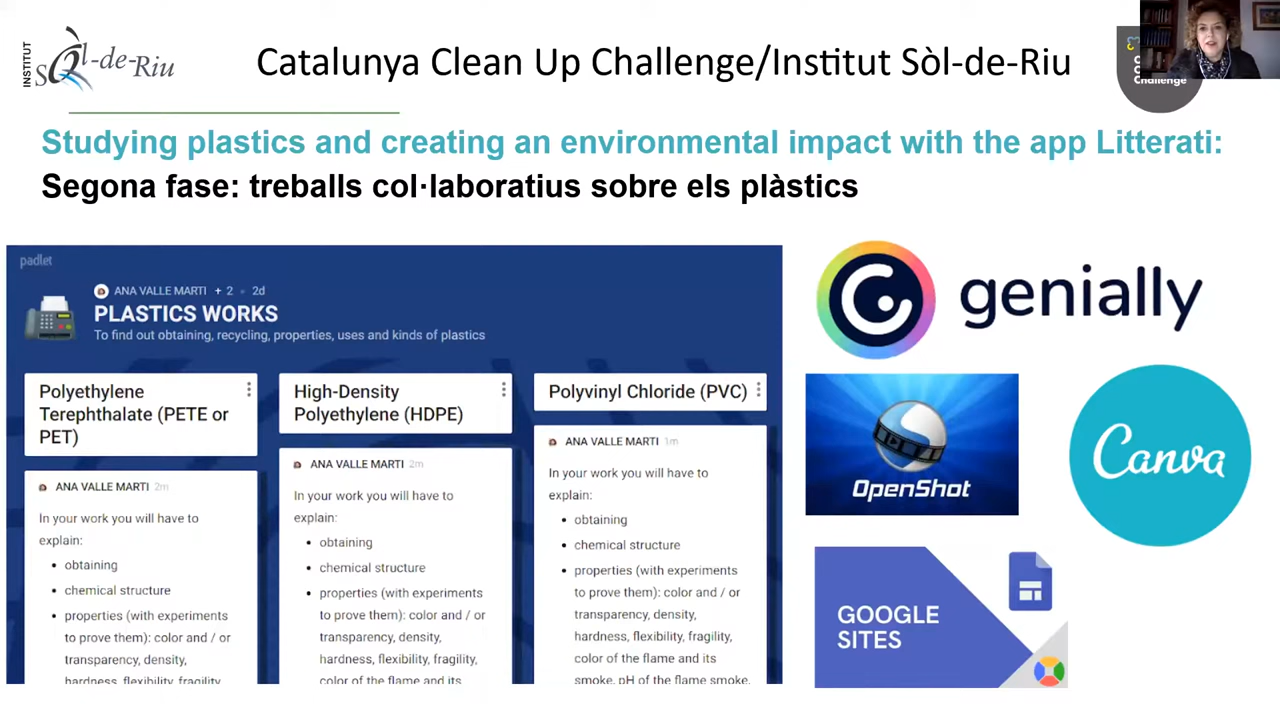 INSTITUT
sÒl-de-Riu
Catalunya Clean Up Challenge/Institut Sòl-de-Riu
Challenge
Studying plastics and creating an environmental impact with the app Litterati:
Segona fase: treballs col·laboratius sobre els plàstics
padlet
ANA VALLE MARTI + 2 • 2d
PLASTICS WORKS
To find out obtaining, recycling, properties, uses and kinds of plastics
Polyethylene
Terephthalate (PETE or
PET)
ANA VALLE MARTI 2m
In your work you will have to
explain:
• obtaining
• chemical structure
• properties (with experiments
to prove them): color and / or
transparency, density,
hardness, flexibility, fragility,
High-Density
Polyethylene (HDPE)
ANA VALLE MARTI 2m
In your work you will have to
explain:
• obtaining
• chemical structure
• properties (with experiments
to prove them): color and / or
transparency, density,
hardness, flexibility, fragility,
color of the flame and its
Polyvinyl Chloride (PVC)
ANA VALLE MARTI 1m
In your work you will have to
explain:
• obtaining
• chemical structure
• properties (with experiments
to prove them): color and / or
transparency, density,
hardness, flexibility, fragility,
color of the flame and its
smoke, pH of the flame smoke,
genially
OpenShot
Canva
GOOGLE
SITES